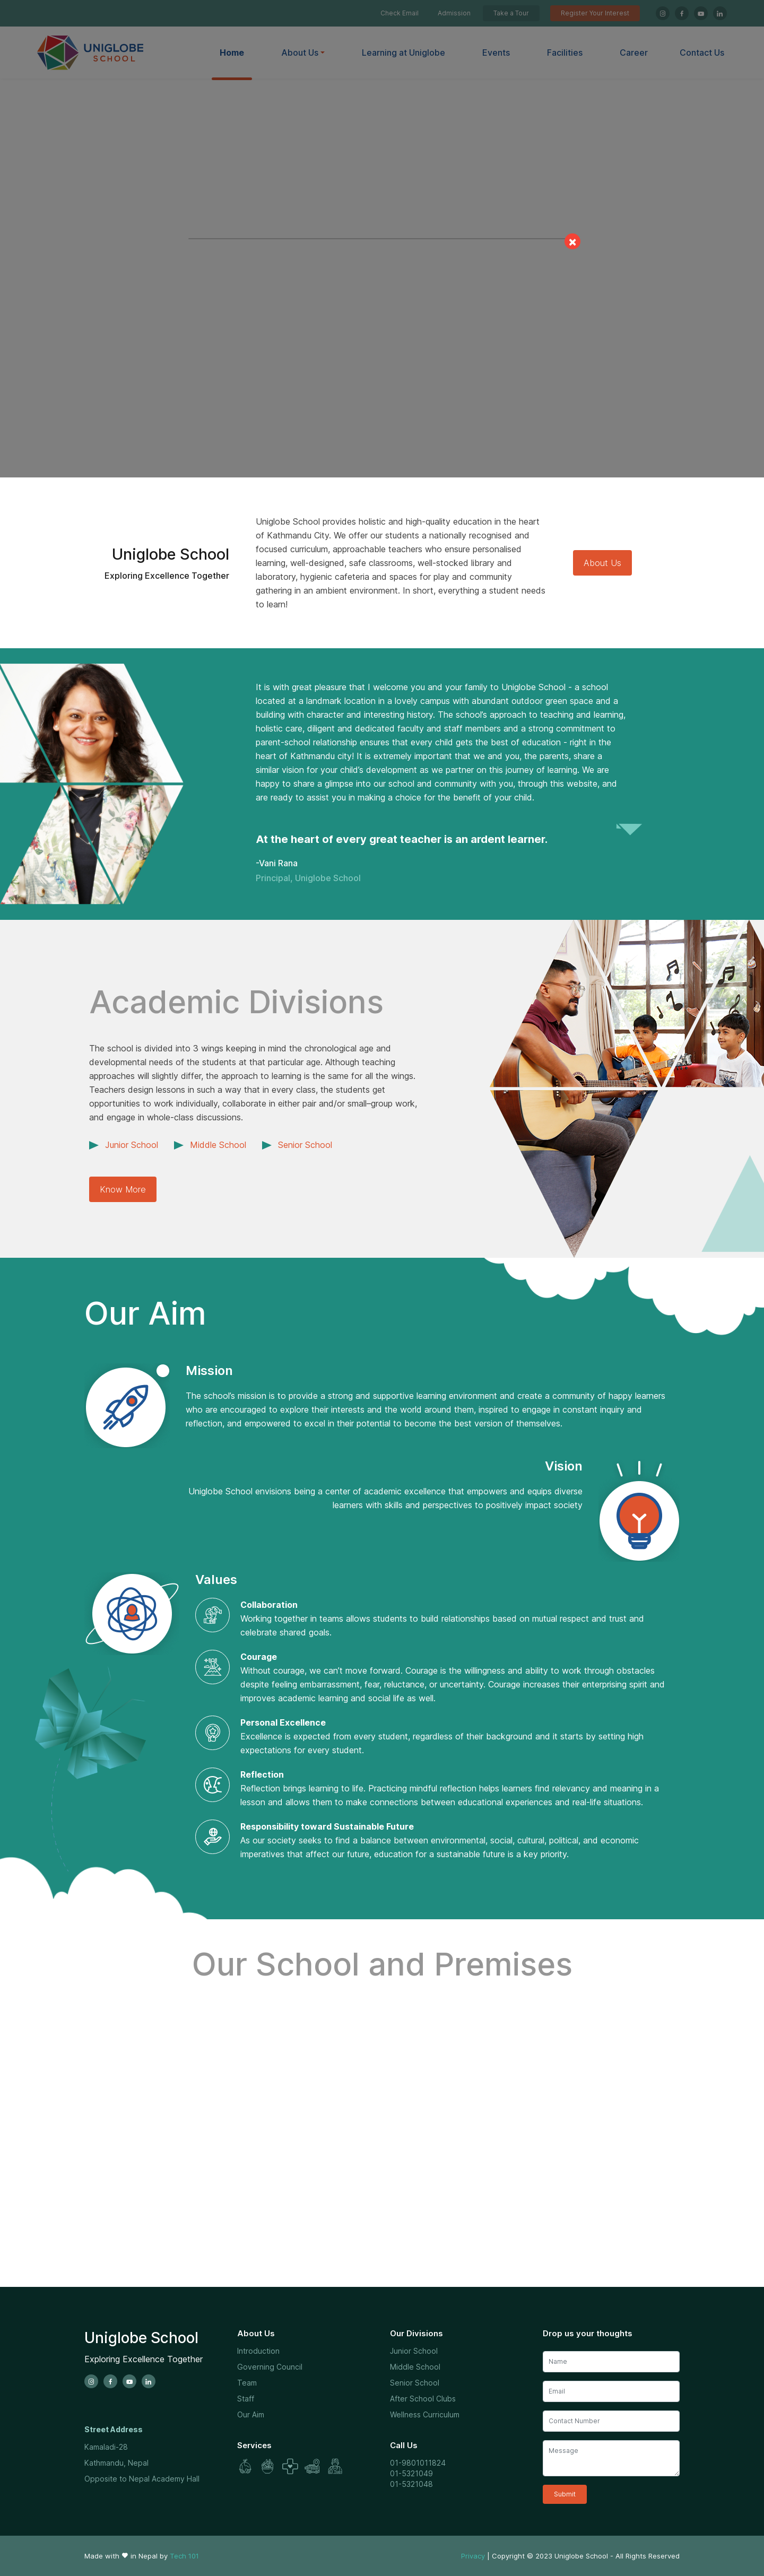 Check Email
Admission
Take a Tour
Register Your Interest
UNIGLOBE
SCHOOL
Home
About Us
Learning at Uniglobe
Events
Facilities
Career
Contact Us
Uniglobe School
Exploring Excellence Together
Uniglobe School provides holistic and high-quality education in the heart
of Kathmandu City. We offer our students a nationally recognised and
focused curriculum, approachable teachers who ensure personalised
learning, well-designed, safe classrooms, well-stocked library and
laboratory, hygienic cafeteria and spaces for play and community
gathering in an ambient environment. In short, everything a student needs
to learn!
About Us
It is with great pleasure that I welcome you and your family to Uniglobe School - a school
located at a landmark location in a lovely campus with abundant outdoor green space and a
building with character and interesting history. The school's approach to teaching and learning,
holistic care, diligent and dedicated faculty and staff members and a strong commitment to
parent-school relationship ensures that every child gets the best of education - right in the
heart of Kathmandu city! It is extremely important that we and you, the parents, share a
similar vision for your child's development as we partner on this journey of learning. We are
happy to share a glimpse into our school and community with you, through this website, and
are ready to assist you in making a choice for the benefit of your child.
At the heart of every great teacher is an ardent learner.
-Vani Rana
Principal, Uniglobe School
Academic Divisions
The school is divided into 3 wings keeping in mind the chronological age and
developmental needs of the students at that particular age. Although teaching
approaches will slightly differ, the approach to learning is the same for all the wings.
Teachers design lessons in such a way that in every class, the students get
opportunities to work individually, collaborate in either pair and/or small–group work,
and engage in whole-class discussions.
Junior School
Middle School
Senior School
Know More
Our Aim
Mission
The school's mission is to provide a strong and supportive learning environment and create a community of happy learners
who are encouraged to explore their interests and the world around them, inspired to engage in constant inquiry and
reflection, and empowered to excel in their potential to become the best version of themselves.
Vision
Uniglobe School envisions being a center of academic excellence that empowers and equips diverse
learners with skills and perspectives to positively impact society
Values
Collaboration
Working together in teams allows students to build relationships based on mutual respect and trust and
celebrate shared goals.
Courage
Without courage, we can't move forward. Courage is the willingness and ability to work through obstacles
despite feeling embarrassment, fear, reluctance, or uncertainty. Courage increases their enterprising spirit and
improves academic learning and social life as well.
Personal Excellence
Excellence is expected from every student, regardless of their background and it starts by setting high
expectations for every student.
Reflection
Reflection brings learning to life. Practicing mindful reflection helps learners find relevancy and meaning in a
lesson and allows them to make connections between educational experiences and real-life situations.
Responsibility toward Sustainable Future
As our society seeks to find a balance between environmental, social, cultural, political, and economic
imperatives that affect our future, education for a sustainable future is a key priority.
Our School and Premises
Uniglobe School
Exploring Excellence Together
Street Address
Kamaladi-28
Kathmandu, Nepal
Opposite to Nepal Academy Hall
About Us
Introduction
Governing Council
Team
Staff
Our Aim
Services
Our Divisions
Junior School
Middle School
Senior School
After School Clubs
Wellness Curriculum
Call Us
01-9801011824
01-5321049
01-5321048
Drop us your thoughts
Name
Email
Contact Number
Message
Submit
Made with ♥ in Nepal by Tech 101
Privacy | Copyright © 2023 Uniglobe School - All Rights Reserved